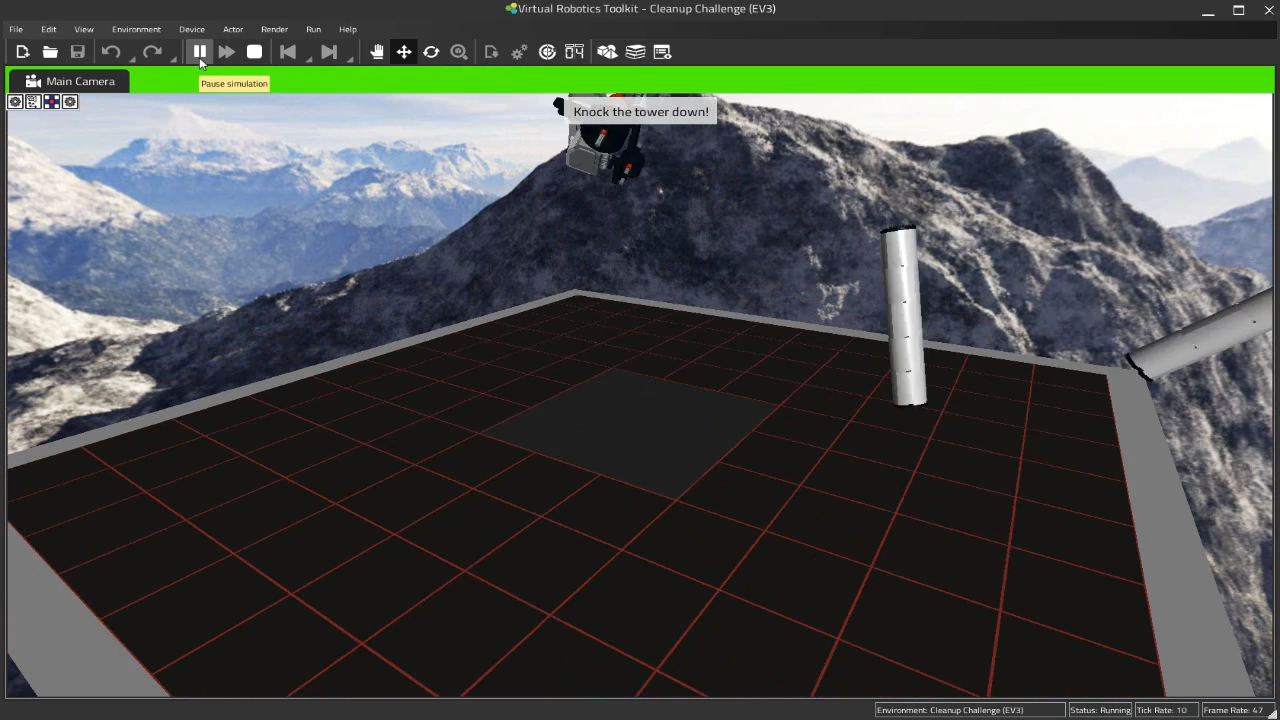 Virtual Robotics Toolkit - Cleanup Challenge (EV3)
File Edit View Environment Device Actor Render Run Help
Main Camera
Pause simulation
Knock the tower down!
Environment: Cleanup Challenge (EV3) Status: Running Tick Rate: 10 Frame Rate: 47